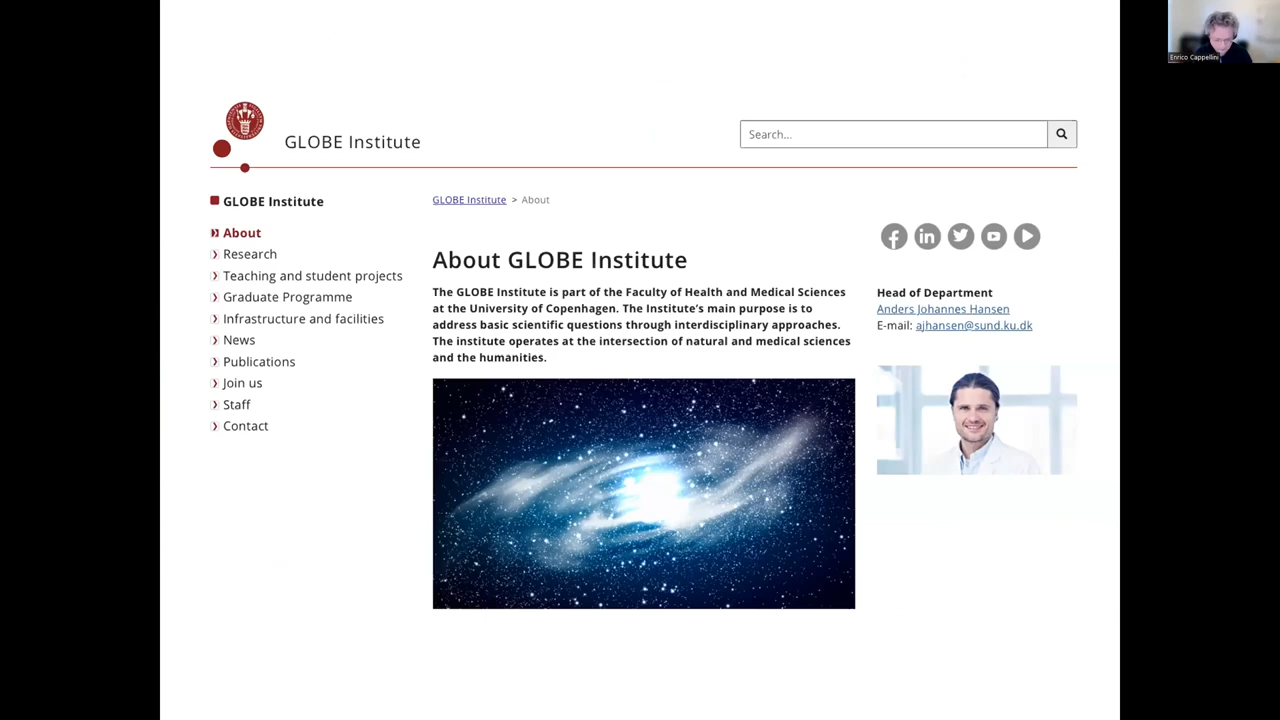 Enrico Cappellini
GLOBE Institute
Search...
GLOBE Institute
About
Research
Teaching and student projects
Graduate Programme
Infrastructure and facilities
News
Publications
Join us
Staff
Contact
GLOBE Institute > About
About GLOBE Institute
The GLOBE Institute is part of the Faculty of Health and Medical Sciences
at the University of Copenhagen. The Institute's main purpose is to
address basic scientific questions through interdisciplinary approaches.
The institute operates at the intersection of natural and medical sciences
and the humanities.
Head of Department
Anders Johannes Hansen
E-mail: ajhansen@sund.ku.dk